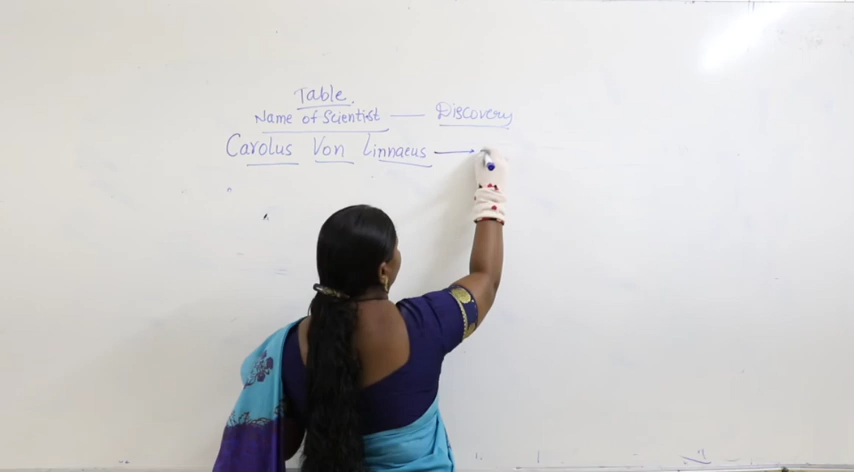 Table.
Name of Scientist — Discovery
Carolus Von Linnaeus →